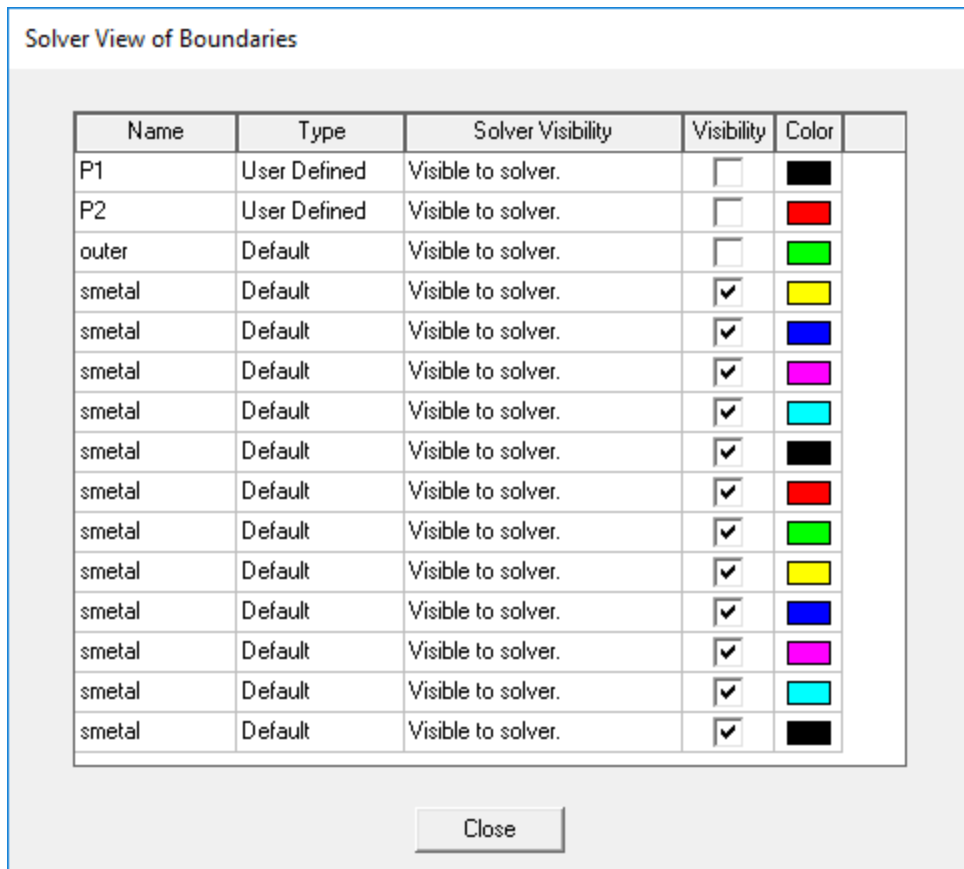 Solver View of Boundaries
Name Type Solver Visibility Visibility Color
P1 User Defined Visible to solver.
P2 User Defined Visible to solver.
outer Default Visible to solver.
smetal Default Visible to solver.
smetal Default Visible to solver.
smetal Default Visible to solver.
smetal Default Visible to solver.
smetal Default Visible to solver.
smetal Default Visible to solver.
smetal Default Visible to solver.
smetal Default Visible to solver.
smetal Default Visible to solver.
smetal Default Visible to solver.
smetal Default Visible to solver.
smetal Default Visible to solver.
Close